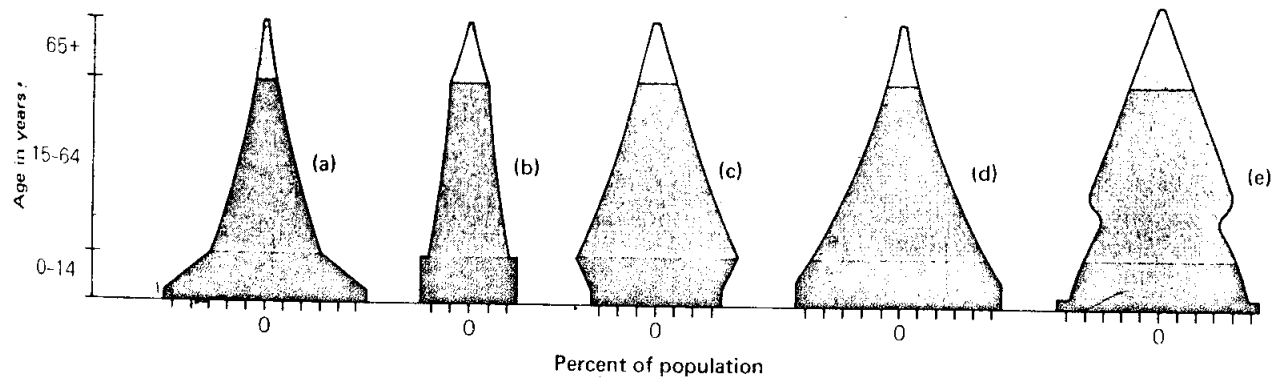 65+
15-64
0-14
Age in years
(a)
(b)
(c)
(d)
(e)
0
0
0
0
0
Percent of population